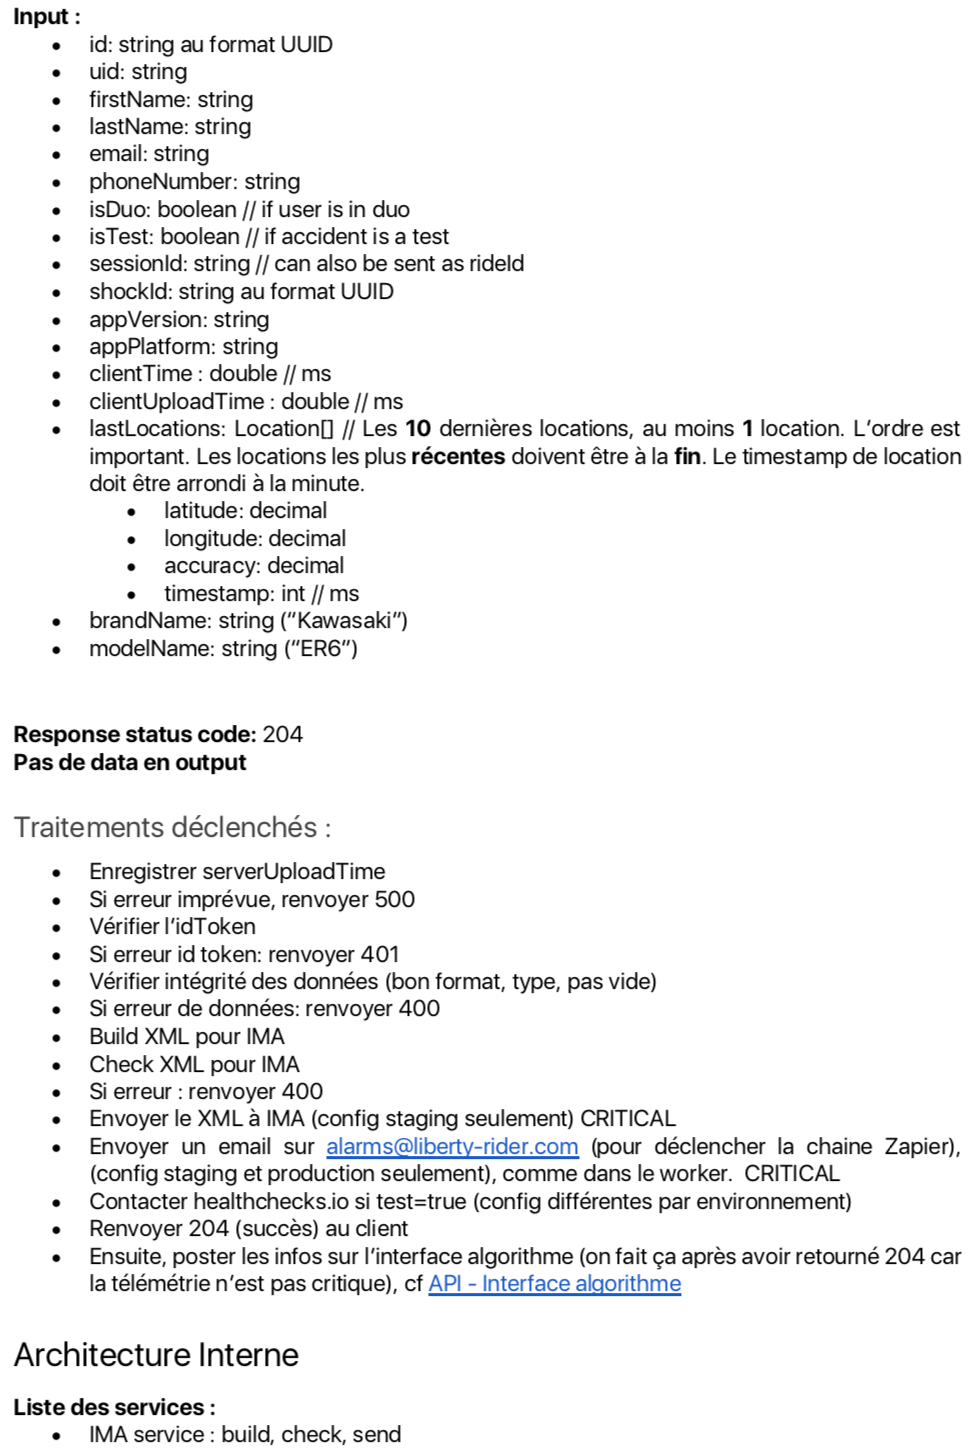 Input :
• id: string au format UUID
• uid: string
• firstName: string
• lastName: string
• email: string
• phoneNumber: string
• isDuo: boolean // if user is in duo
• isTest: boolean // if accident is a test
• sessionId: string // can also be sent as rideId
• shockId: string au format UUID
• appVersion: string
• appPlatform: string
• clientTime : double // ms
• clientUploadTime : double // ms
• lastLocations: Location[] // Les 10 dernières locations, au moins 1 location. L’ordre est
important. Les locations les plus récentes doivent être à la fin. Le timestamp de location
doit être arrondi à la minute.
• latitude: decimal
• longitude: decimal
• accuracy: decimal
• timestamp: int // ms
• brandName: string (“Kawasaki”)
• modelName: string (“ER6”)
Response status code: 204
Pas de data en output
Traitements déclenchés :
• Enregistrer serverUploadTime
• Si erreur imprévue, renvoyer 500
• Vérifier l’idToken
• Si erreur id token: renvoyer 401
• Vérifier intégrité des données (bon format, type, pas vide)
• Si erreur de données: renvoyer 400
• Build XML pour IMA
• Check XML pour IMA
• Si erreur : renvoyer 400
• Envoyer le XML à IMA (config staging seulement) CRITICAL
• Envoyer un email sur alarms@liberty-rider.com (pour déclencher la chaine Zapier),
(config staging et production seulement), comme dans le worker. CRITICAL
• Contacter healthchecks.io si test=true (config différentes par environnement)
• Renvoyer 204 (succès) au client
• Ensuite, poster les infos sur l’interface algorithme (on fait ça après avoir retourné 204 car
la télémétrie n’est pas critique), cf API - Interface algorithme
Architecture Interne
Liste des services :
• IMA service : build, check, send